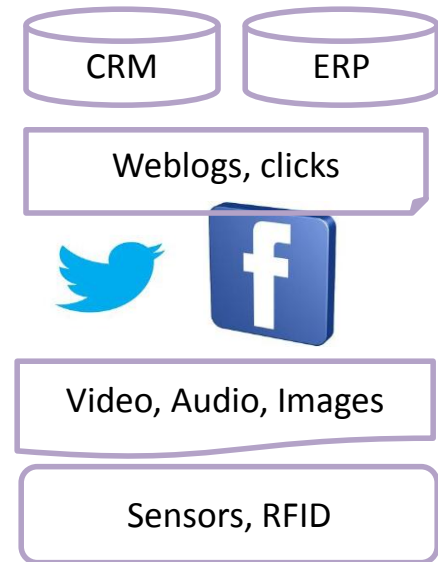 CRM
ERP
Weblogs, clicks
f
Video, Audio, Images
Sensors, RFID